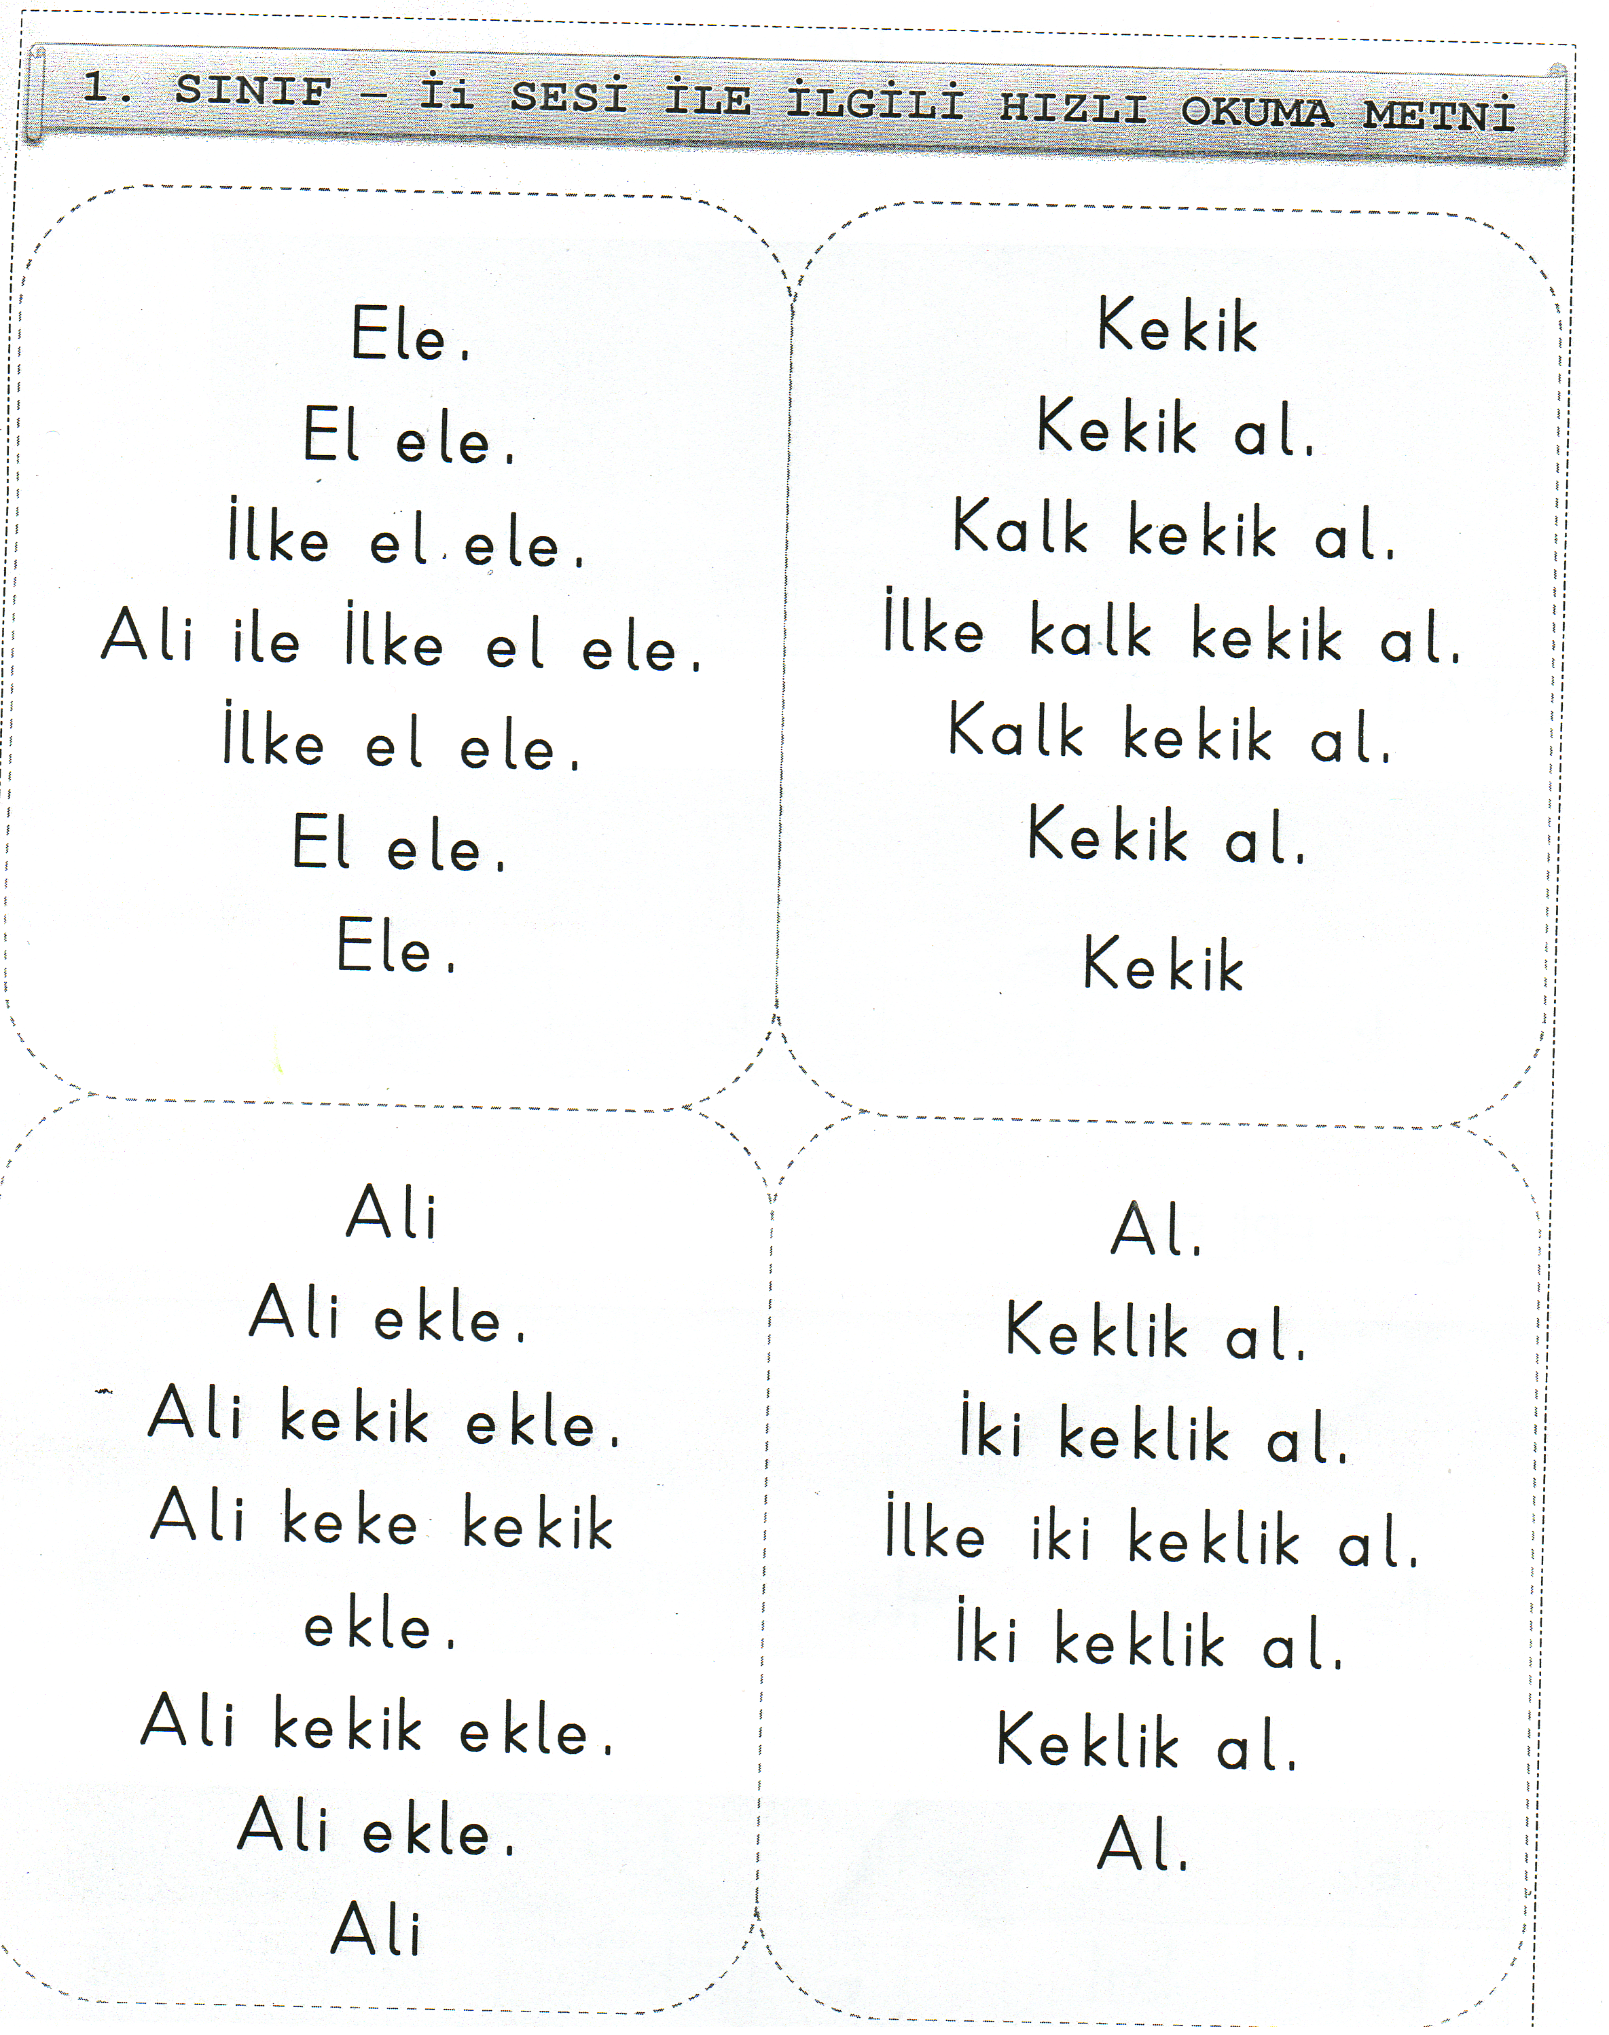 1. SINIF – İi SESİ İLE İLGİLİ HIZLI OKUMA METNİ
Ele.
El ele.
İlke el ele.
Ali ile İlke el ele.
İlke el ele.
El ele.
Ele.
Kekik
Kekik al.
Kalk kekik al.
İlke kalk kekik al.
Kalk kekik al.
Kekik al.
Kekik
Ali
Ali ekle.
Ali kekik ekle.
Ali keke kekik
ekle.
Ali kekik ekle.
Ali ekle.
Ali
Al.
Keklik al.
İki keklik al.
İlke iki keklik al.
İki keklik al.
Keklik al.
Al.